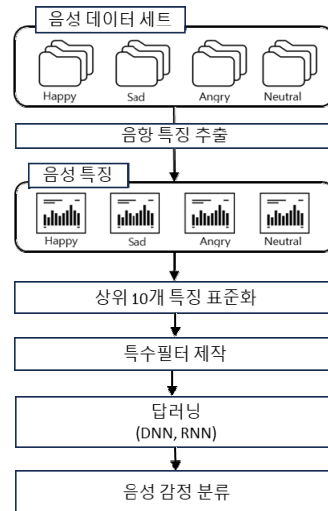 음성 데이터 세트
Happy Sad Angry Neutral
음향 특징 추출
음성 특징
Happy Sad Angry Neutral
상위 10개 특징 표준화
특수필터 제작
답러닝
(DNN, RNN)
음성 감정 분류